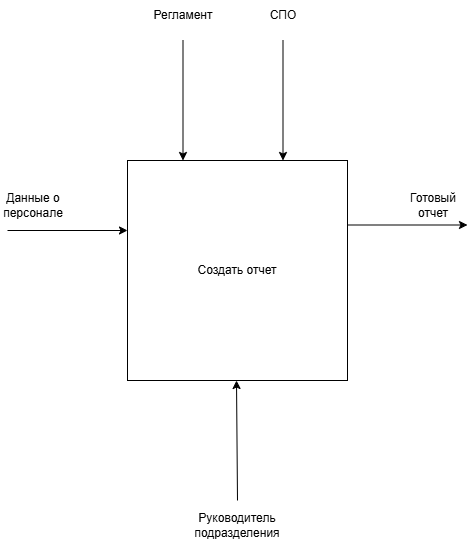 Регламент
СПО
Данные о
персонале
Готовый
отчет
Создать отчет
Руководитель
подразделения